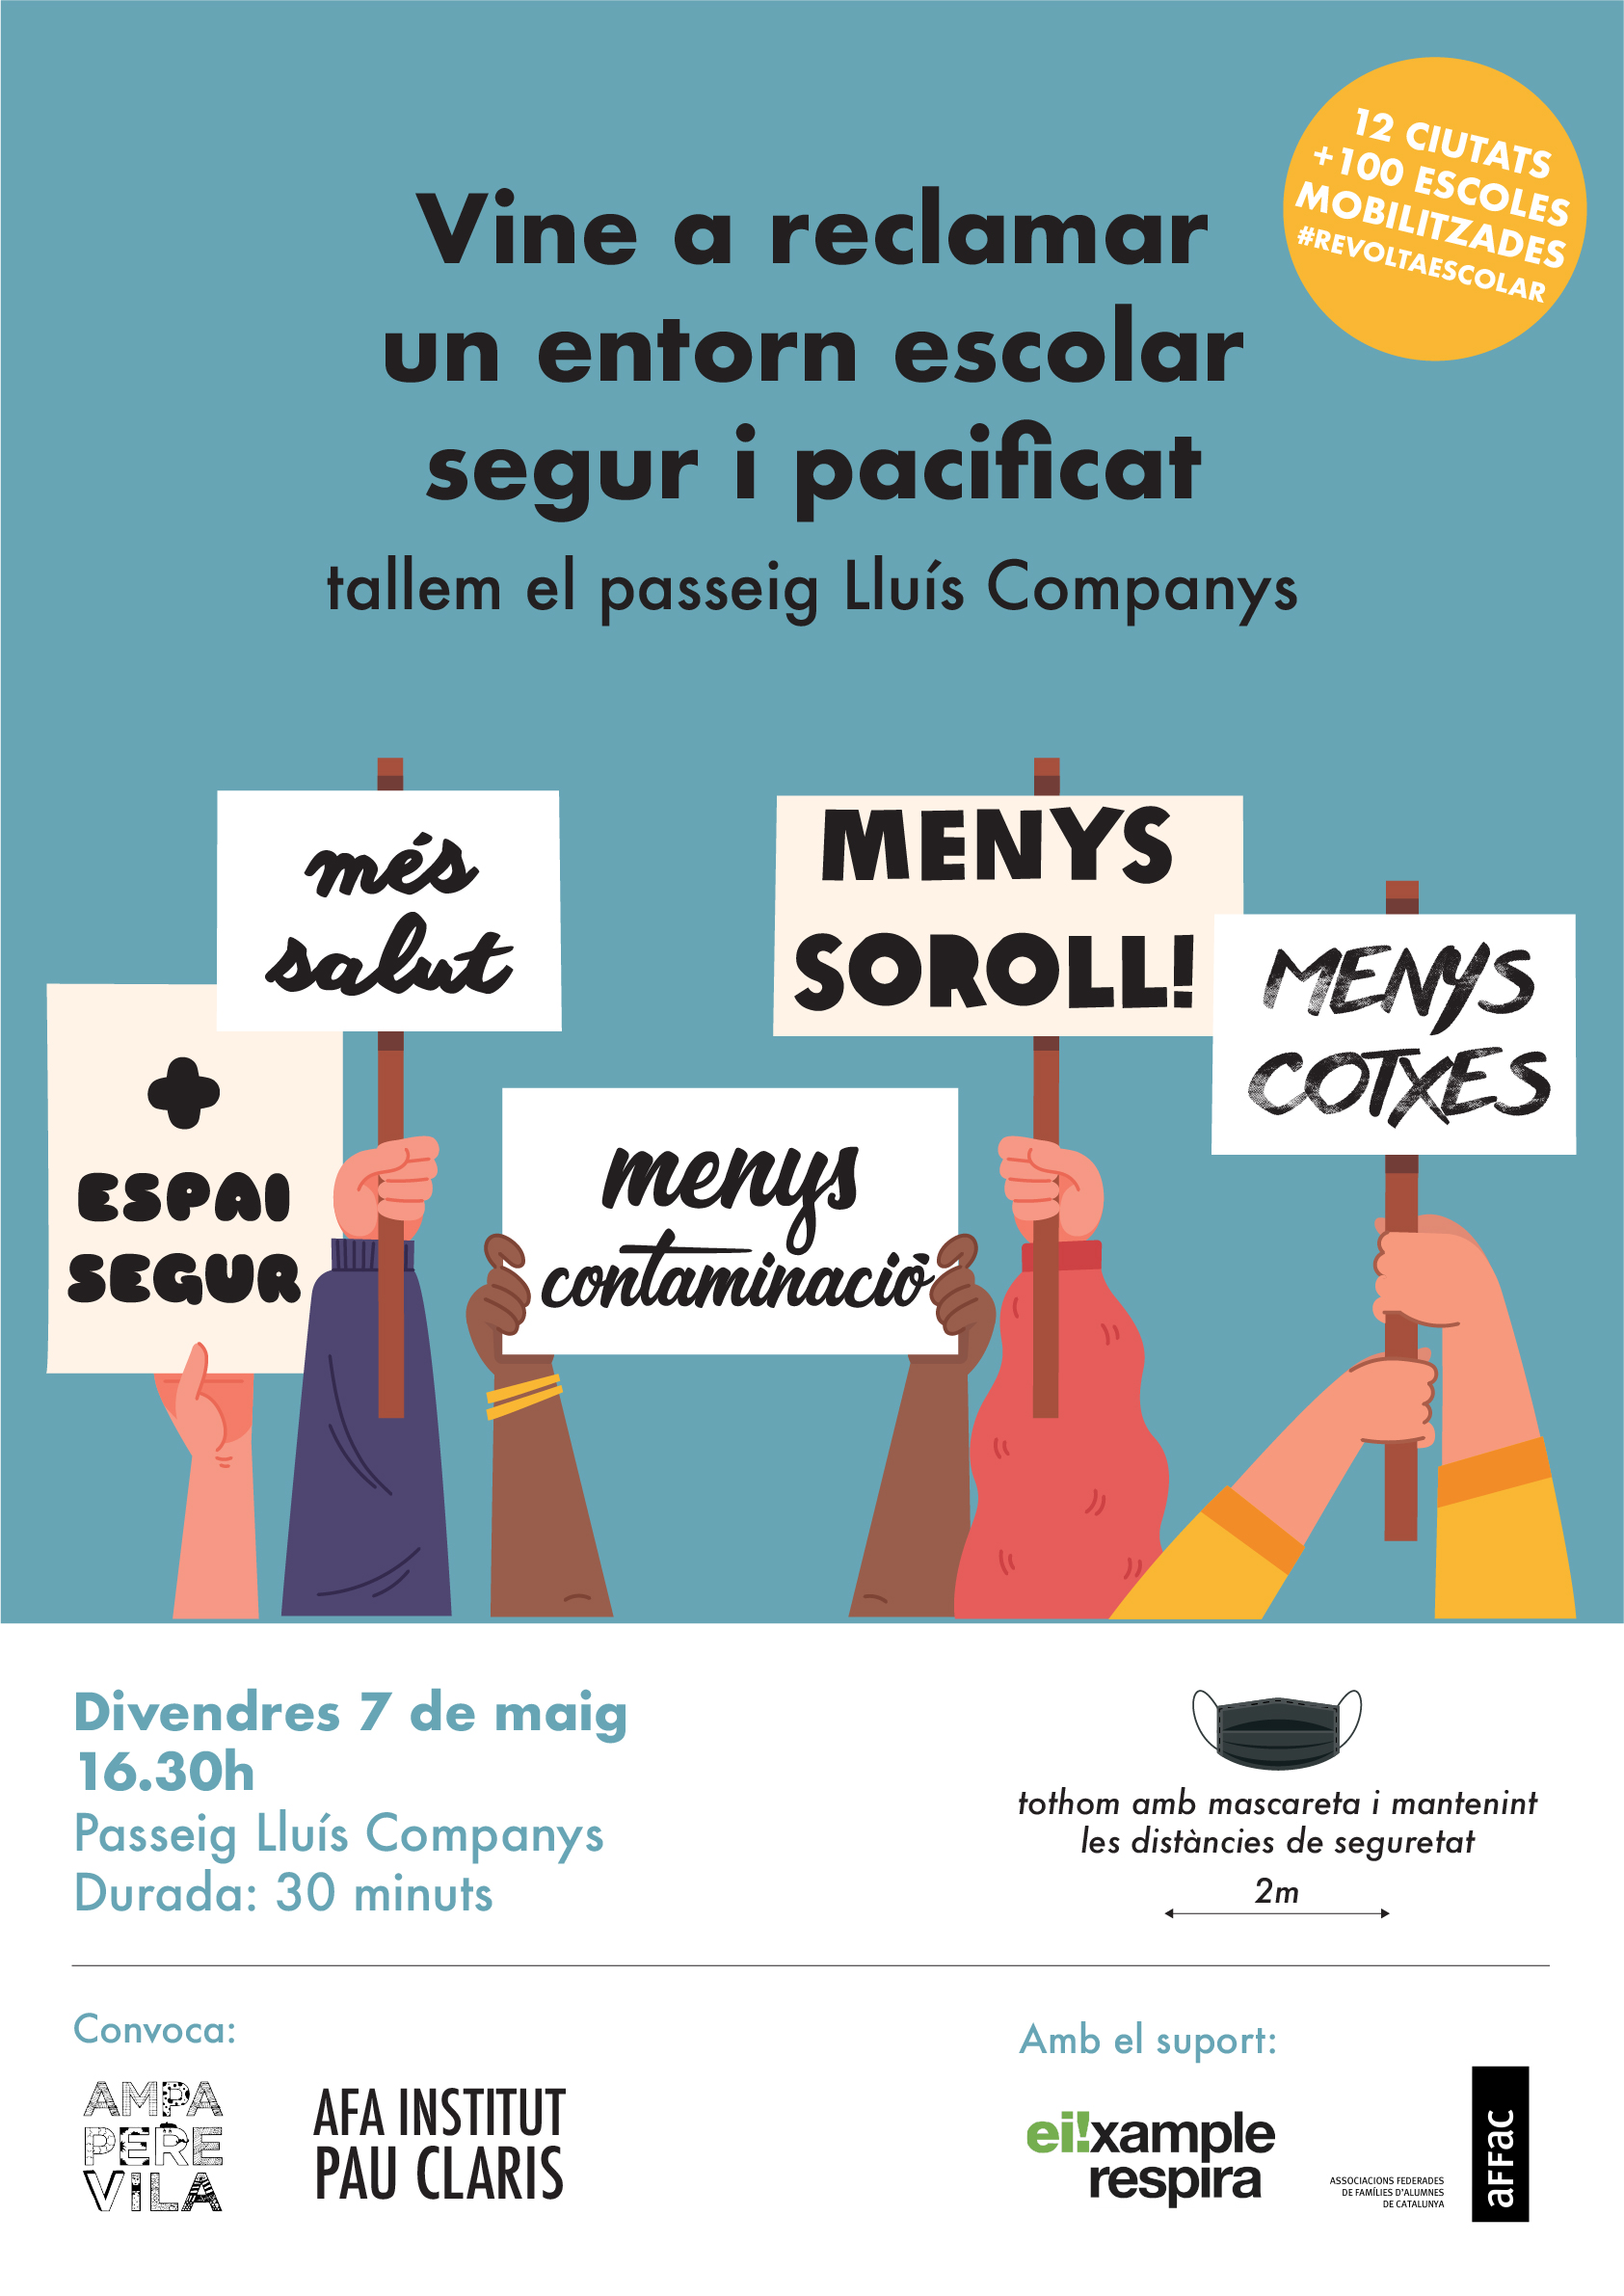 12 CIUTATS
+100 ESCOLES
MOBILITZADES
#REVOLTAESCOLAR
Vine a reclamar
un entorn escolar
segur i pacificat
tallem el passeig Lluís Companys
més
salut
MENYS
SOROLL!
MENYS
COTXES
+
ESPAI
SEGUR
menys
contaminació
Divendres 7 de maig
16.30h
Passeig Lluís Companys
Durada: 30 minuts
tothom amb mascareta i mantenint
les distàncies de seguretat
2m
Convoca:
AMPA
PERE
VILA
AFA INSTITUT
PAU CLARIS
Amb el suport:
ei!xample
respira
ASSOCIACIONS FEDERADES
DE FAMÍLIES D'ALUMNES
DE CATALUNYA
aFFaC